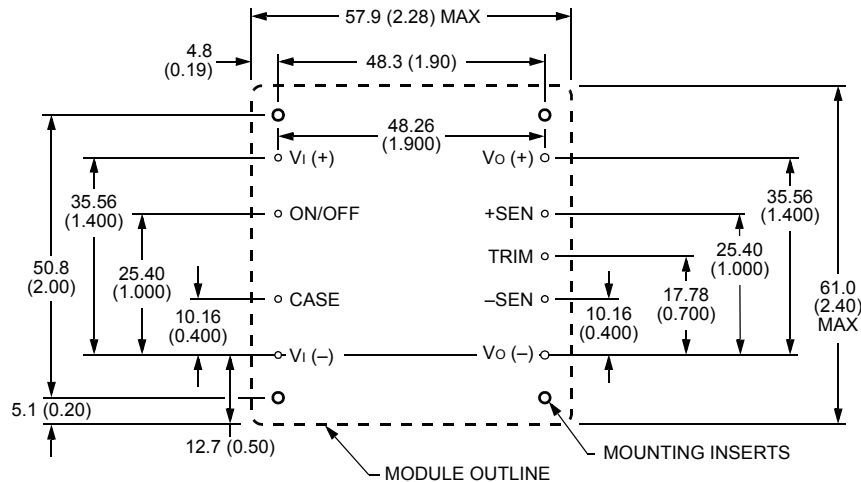 57.9 (2.28) MAX
4.8
(0.19)
48.3 (1.90)
48.26
(1.900)
VI (+)
VO (+)
35.56
(1.400)
35.56
(1.400)
ON/OFF
+SEN
50.8
(2.00)
25.40
(1.000)
TRIM
25.40
(1.000)
61.0
(2.40)
MAX
CASE
–SEN
17.78
(0.700)
10.16
(0.400)
10.16
(0.400)
VI (–)
VO (–)
5.1 (0.20)
12.7 (0.50)
MOUNTING INSERTS
MODULE OUTLINE